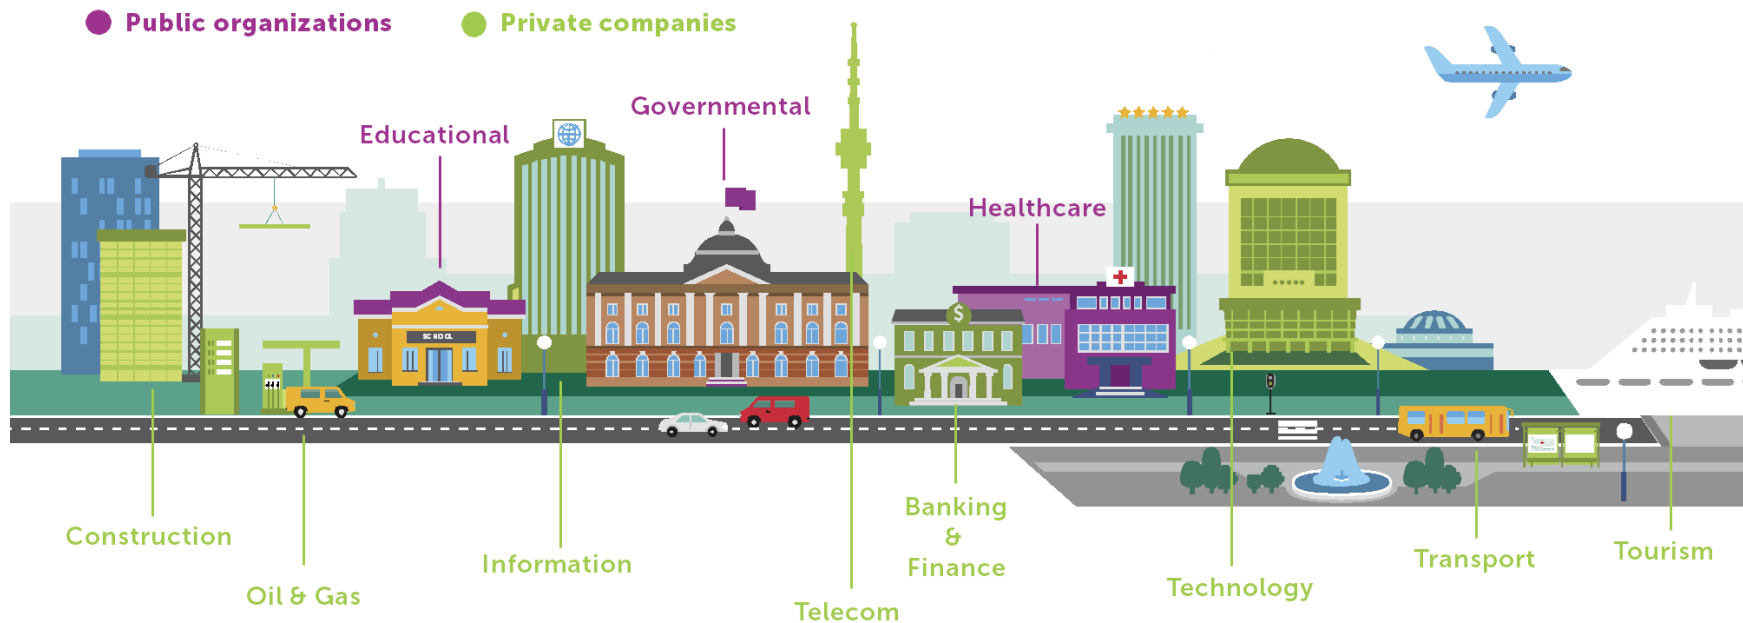 Public organizations
Private companies
Governmental
Educational
Healthcare
$
SCHOOL
Construction
Oil & Gas
Information
Telecom
Banking
&
Finance
Technology
Transport
Tourism